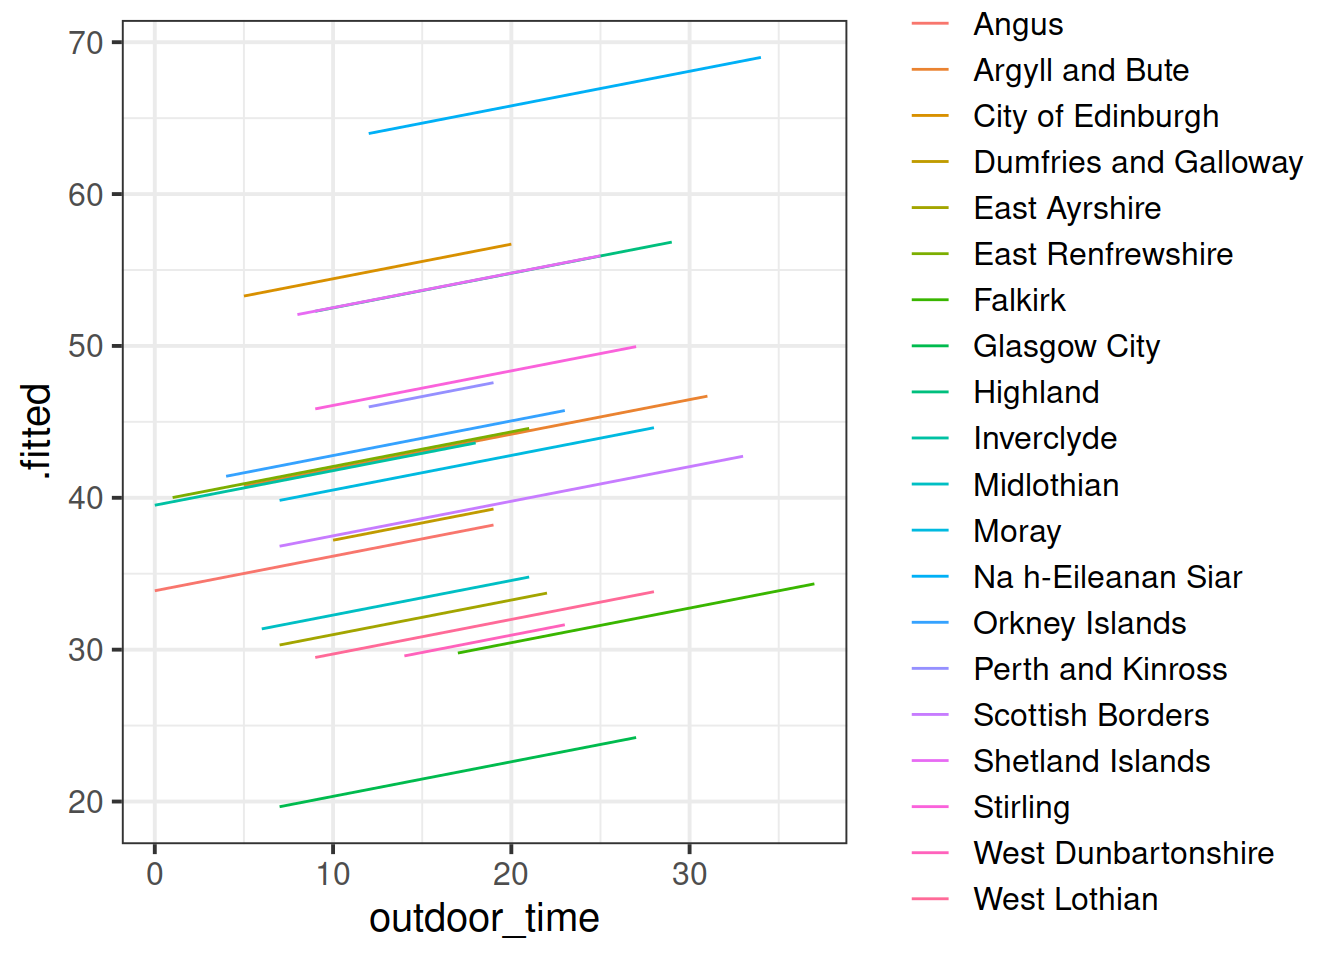 70
60
50
40
30
20
.fitted
0 10 20 30
outdoor_time
Angus
Argyll and Bute
City of Edinburgh
Dumfries and Galloway
East Ayrshire
East Renfrewshire
Falkirk
Glasgow City
Highland
Inverclyde
Midlothian
Moray
Na h-Eileanan Siar
Orkney Islands
Perth and Kinross
Scottish Borders
Shetland Islands
Stirling
West Dunbartonshire
West Lothian